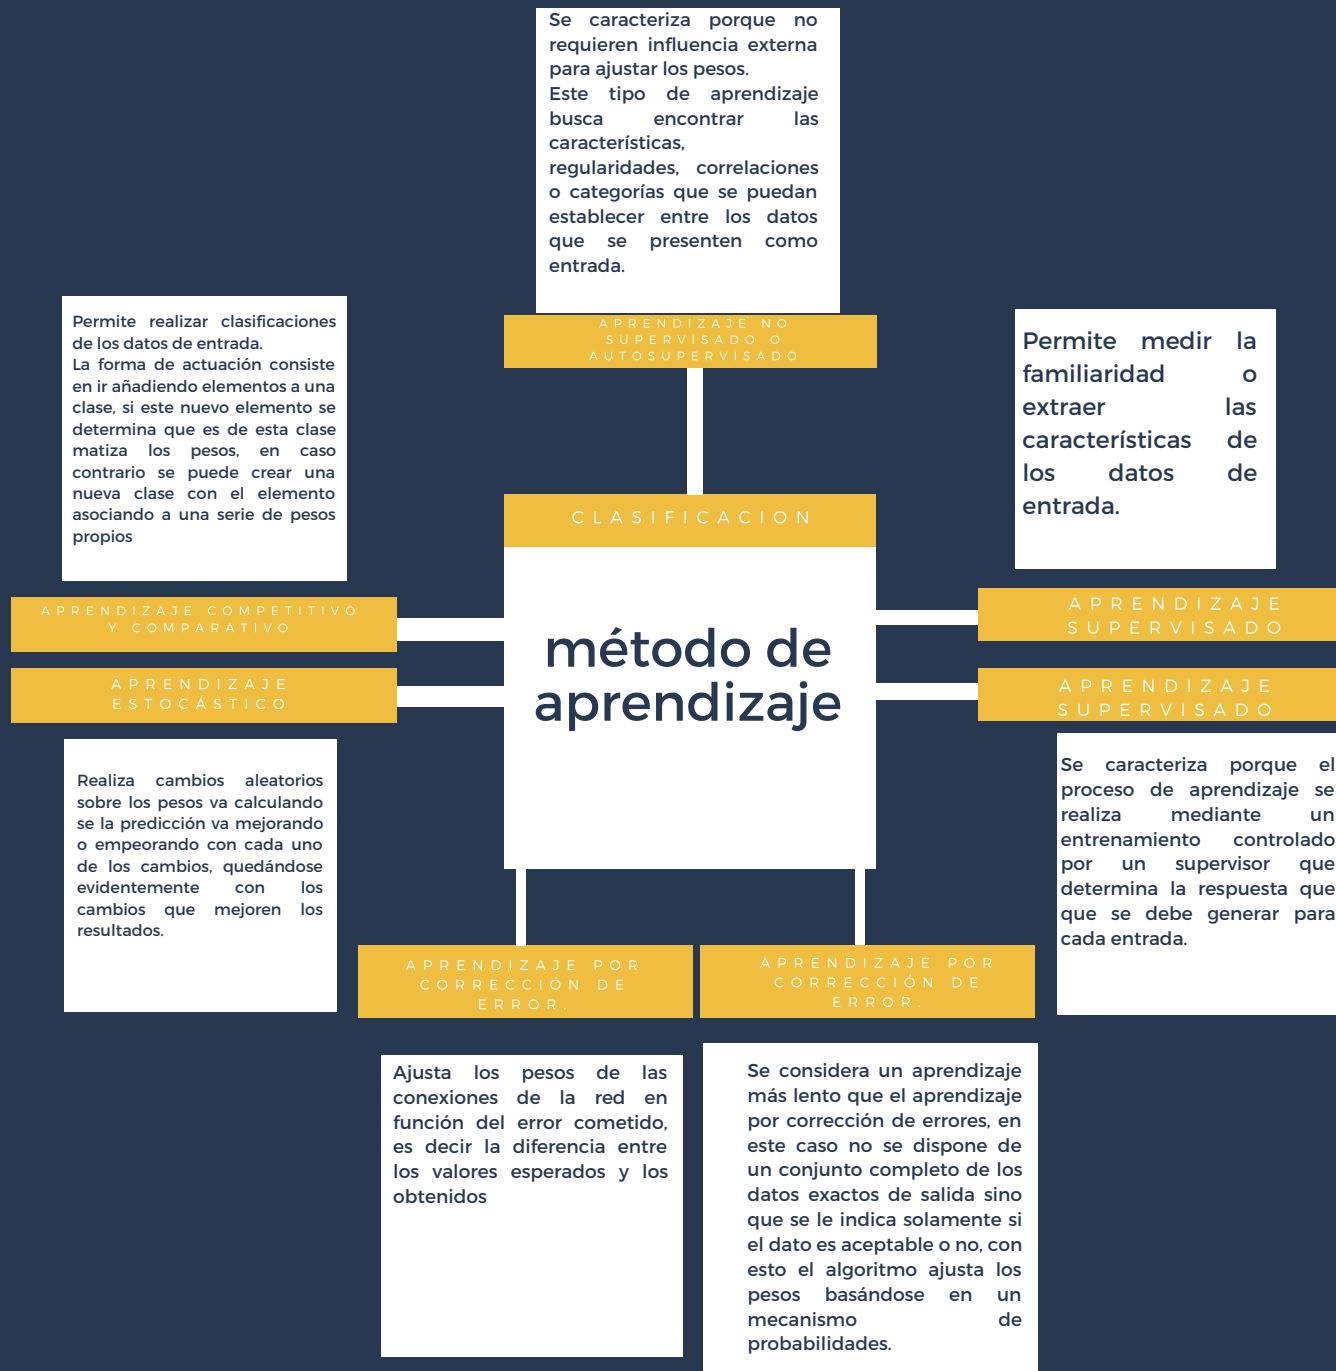 Se caracteriza porque no
requieren influencia externa
para ajustar los pesos.
Este tipo de aprendizaje
busca encontrar las
características,
regularidades, correlaciones
o categorías que se puedan
establecer entre los datos
que se presenten como
entrada.
APRENDIZAJE NO
SUPERVISADO O
AUTOSUPERVISADO
Permite realizar clasificaciones
de los datos de entrada.
La forma de actuación consiste
en ir añadiendo elementos a una
clase, si este nuevo elemento se
determina que es de esta clase
matiza los pesos, en caso
contrario se puede crear una
nueva clase con el elemento
asociando a una serie de pesos
propios
APRENDIZAJE COMPETITIVO
Y COMPARATIVO
Permite medir la
familiaridad o
extraer las
características de
los datos de
entrada.
APRENDIZAJE
SUPERVISADO
CLASIFICACION
método de
aprendizaje
APRENDIZAJE
ESTOCÁSTICO
Realiza cambios aleatorios
sobre los pesos va calculando
se la predicción va mejorando
o empeorando con cada uno
de los cambios, quedándose
evidentemente con los
cambios que mejoren los
resultados.
APRENDIZAJE
SUPERVISADO
Se caracteriza porque el
proceso de aprendizaje se
realiza mediante un
entrenamiento controlado
por un supervisor que
determina la respuesta que
que se debe generar para
cada entrada.
APRENDIZAJE POR
CORRECCIÓN DE
ERROR.
Ajusta los pesos de las
conexiones de la red en
función del error cometido,
es decir la diferencia entre
los valores esperados y los
obtenidos
APRENDIZAJE POR
CORRECCIÓN DE
ERROR.
Se considera un aprendizaje
más lento que el aprendizaje
por corrección de errores, en
este caso no se dispone de
un conjunto completo de los
datos exactos de salida sino
que se le indica solamente si
el dato es aceptable o no, con
esto el algoritmo ajusta los
pesos basándose en un
mecanismo de
probabilidades.